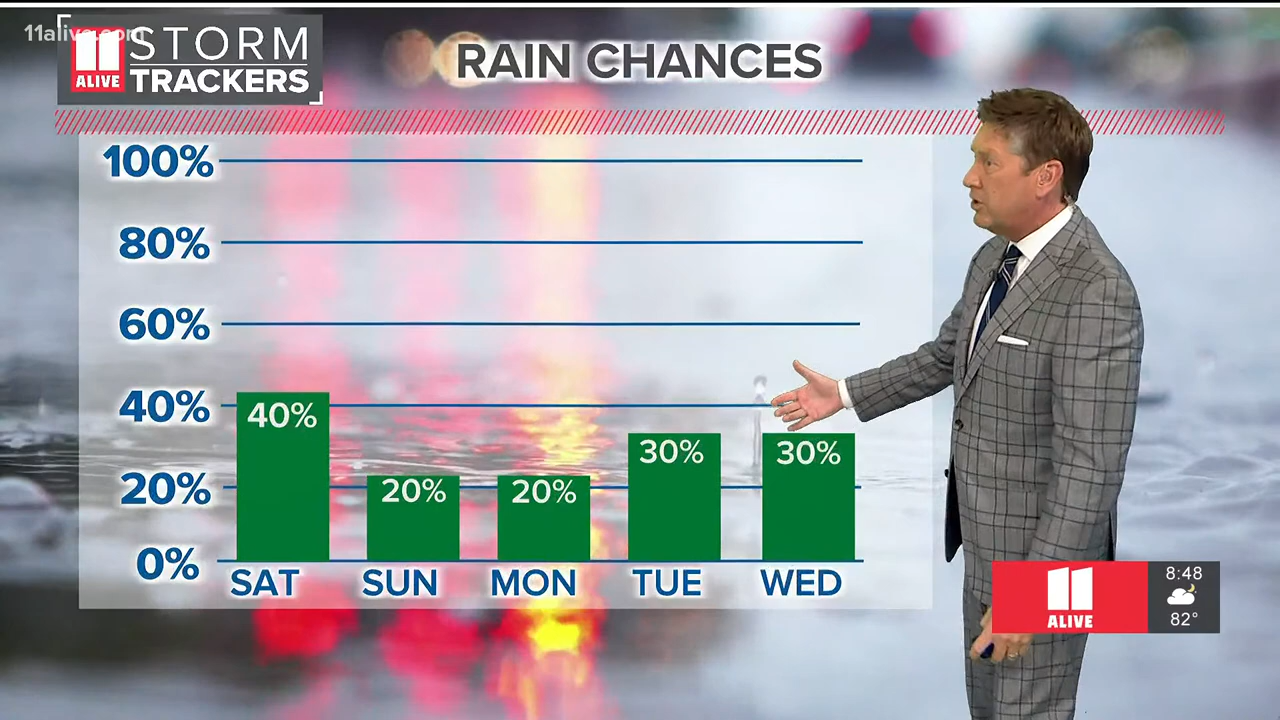 11alive.com
11
ALIVE
STORM
TRACKERS
RAIN CHANCES
100%
80%
60%
40%
20%
0%
40%
20%
20%
30%
30%
SAT
SUN
MON
TUE
WED
11
ALIVE
8:48
82°